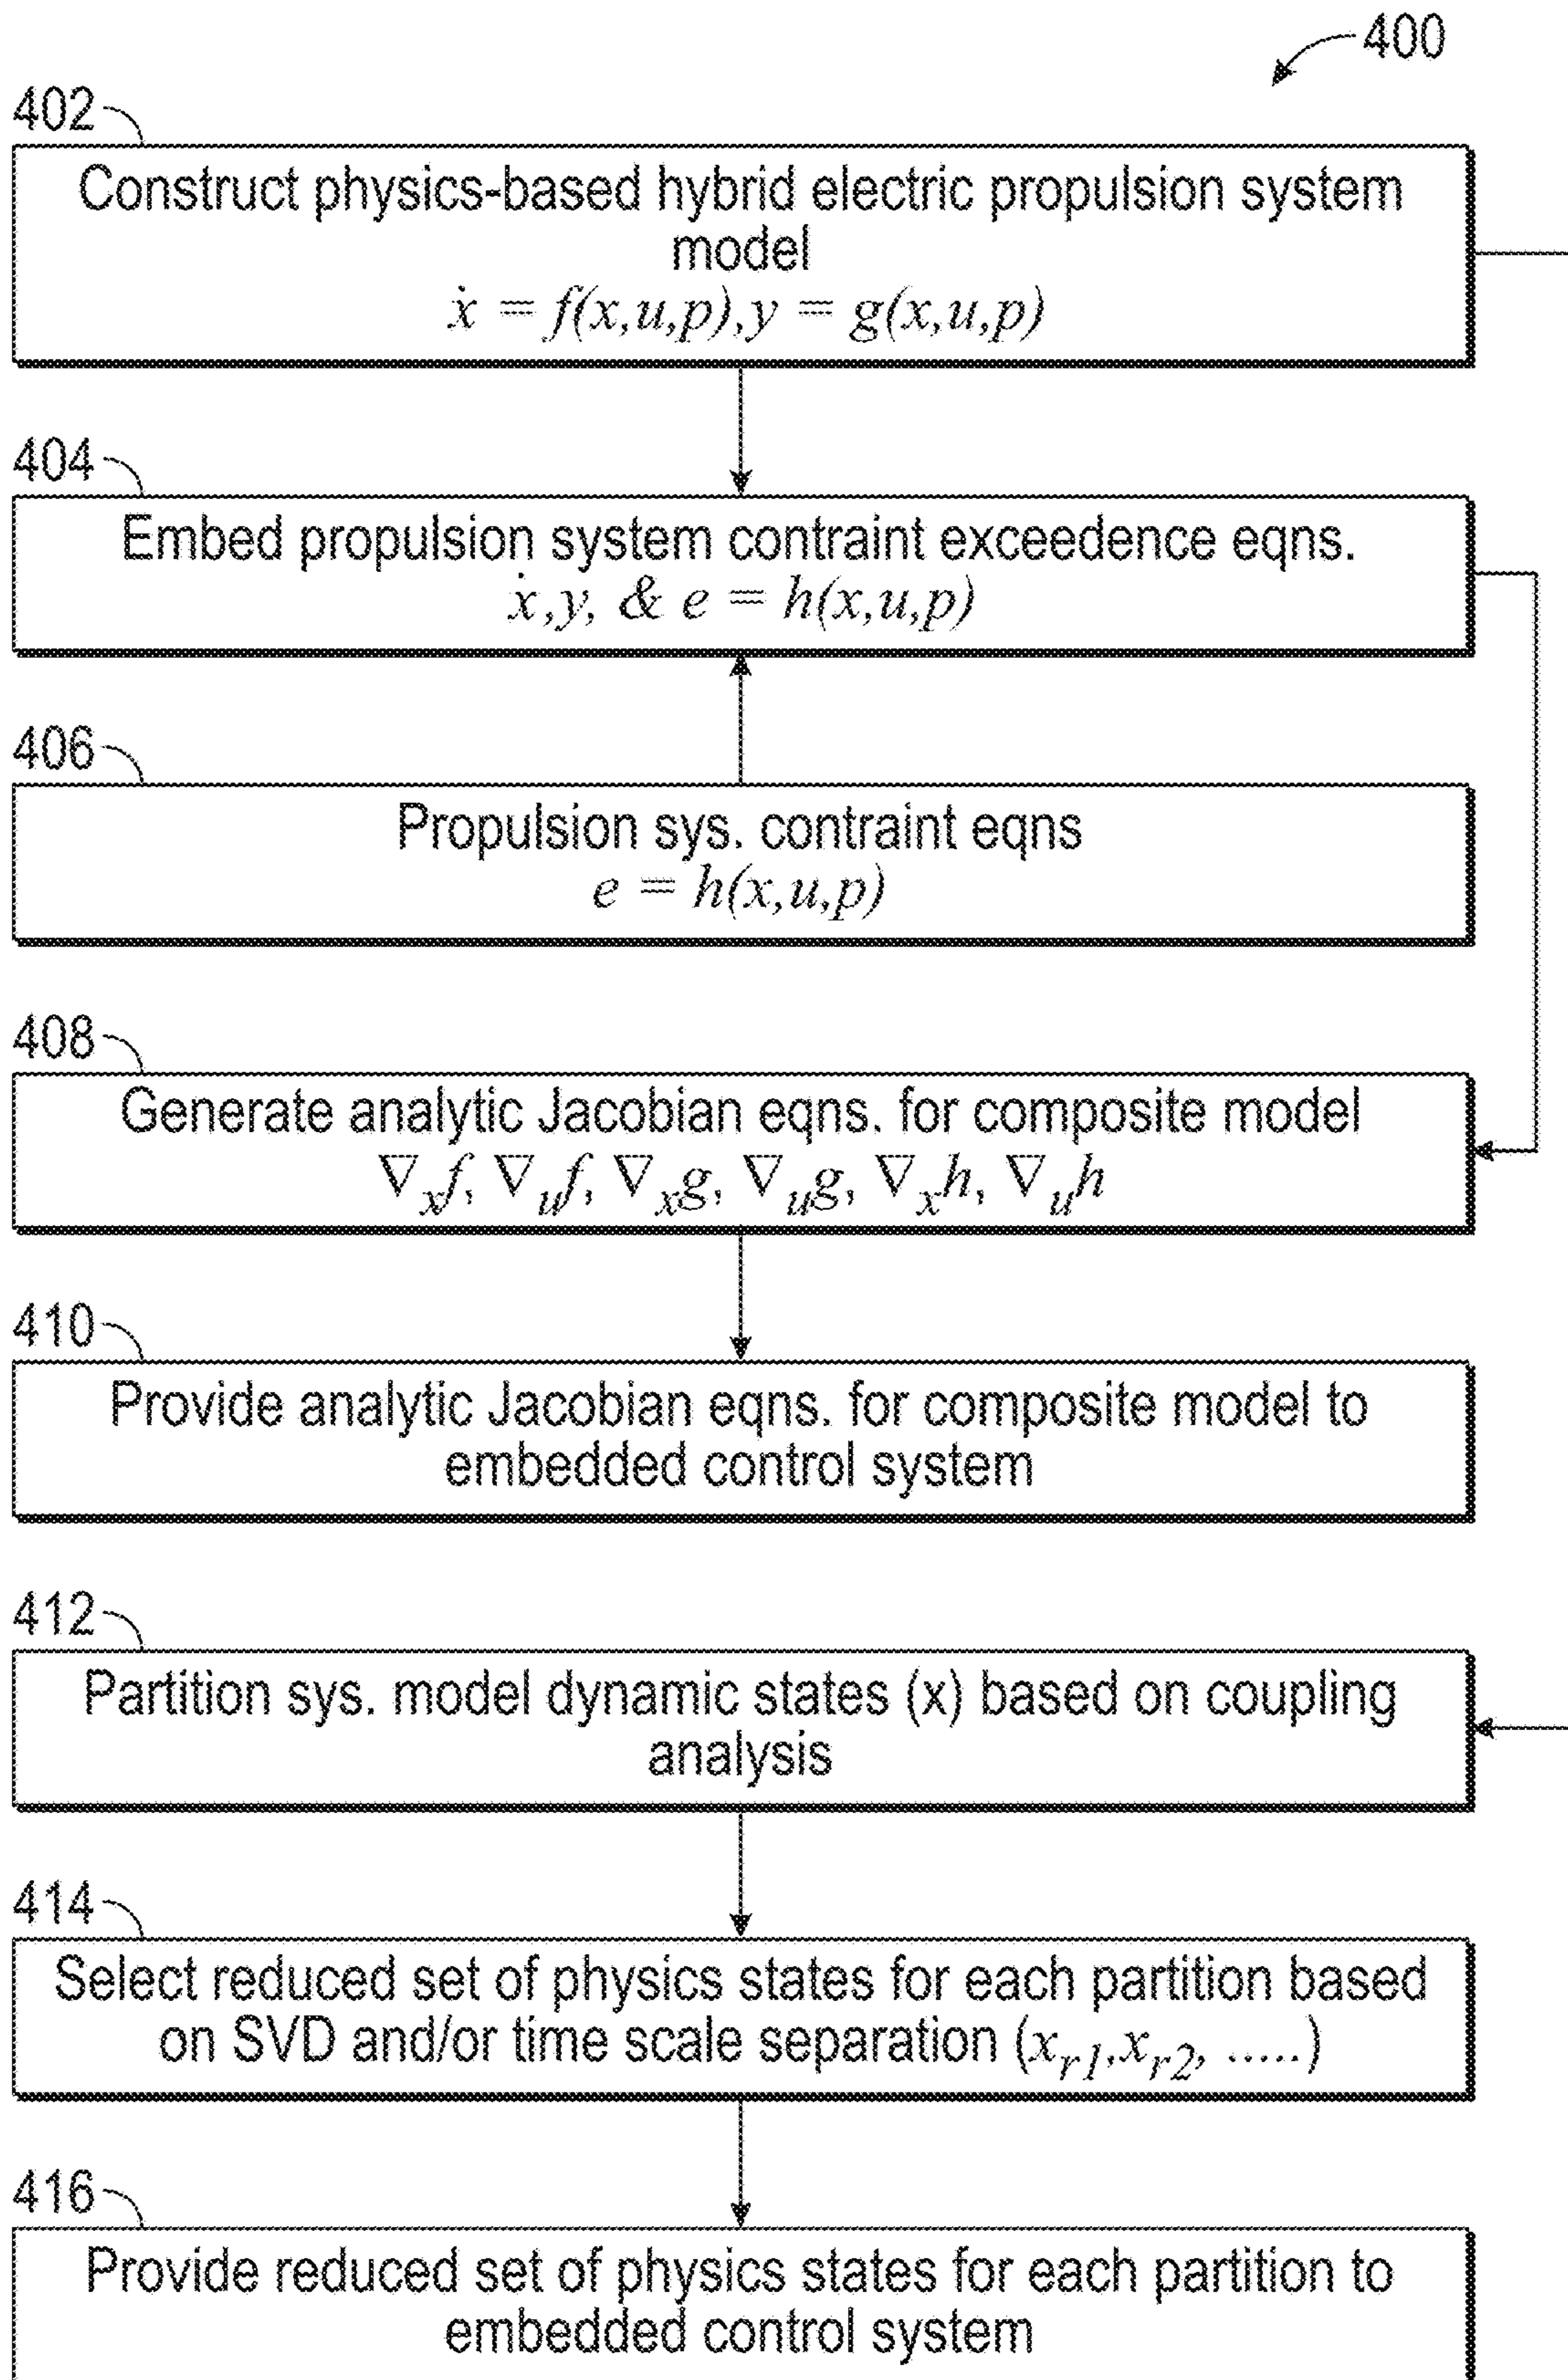 400
402
Construct physics-based hybrid electric propulsion system
model
ẋ = f(x,u,p), y = g(x,u,p)
404
Embed propulsion system contraint exceedence eqns.
ẋ,y, & e = h(x,u,p)
406
Propulsion sys. contraint eqns
e = h(x,u,p)
408
Generate analytic Jacobian eqns. for composite model
∇ₓf, ∇ᵤf, ∇ₓg, ∇ᵤg, ∇ₓh, ∇ᵤh
410
Provide analytic Jacobian eqns. for composite model to
embedded control system
412
Partition sys. model dynamic states (x) based on coupling
analysis
414
Select reduced set of physics states for each partition based
on SVD and/or time scale separation (x_r1,x_r2, .....)
416
Provide reduced set of physics states for each partition to
embedded control system